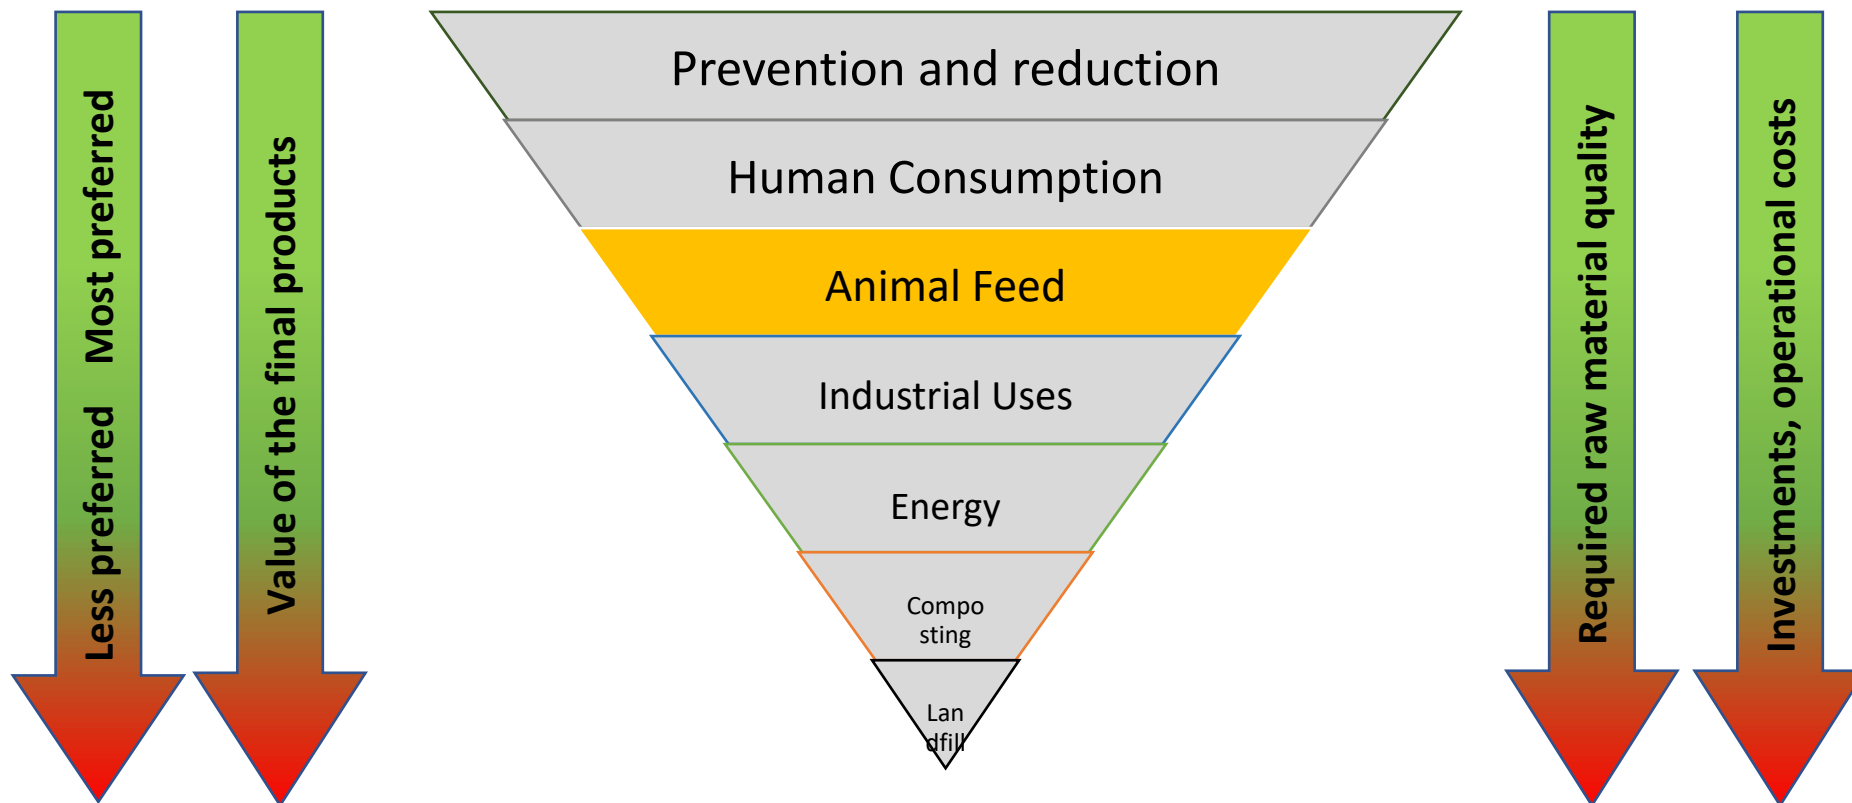 Less preferred   Most preferred
Value of the final products
Prevention and reduction
Human Consumption
Animal Feed
Industrial Uses
Energy
Compo
sting
Lan
dfill
Required raw material quality
Investments, operational costs